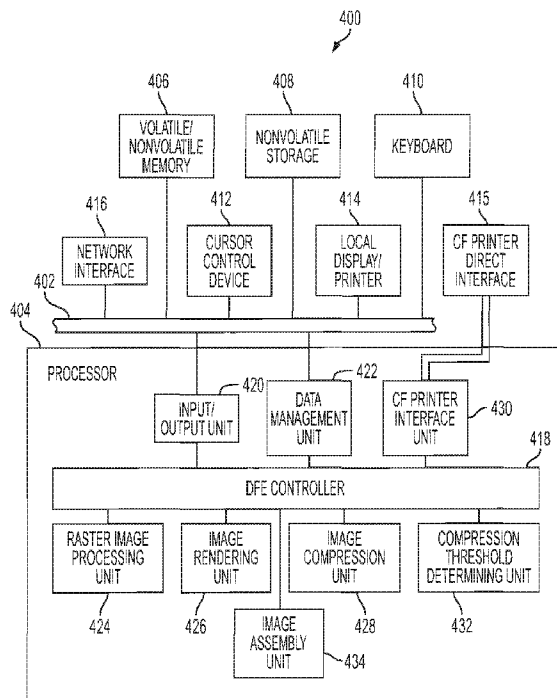 400
406
408
410
VOLATILE/
NONVOLATILE
MEMORY
NONVOLATILE
STORAGE
KEYBOARD
416
412
414
415
NETWORK
INTERFACE
CURSOR
CONTROL
DEVICE
LOCAL
DISPLAY/
PRINTER
CF PRINTER
DIRECT
INTERFACE
402
404
PROCESSOR
420
422
430
INPUT/
OUTPUT UNIT
DATA
MANAGEMENT
UNIT
CF PRINTER
INTERFACE
UNIT
418
DFE CONTROLLER
RASTER IMAGE
PROCESSING
UNIT
IMAGE
RENDERING
UNIT
IMAGE
COMPRESSION
UNIT
COMPRESSION
THRESHOLD
DETERMINING UNIT
424
426
428
432
IMAGE
ASSEMBLY
UNIT
434